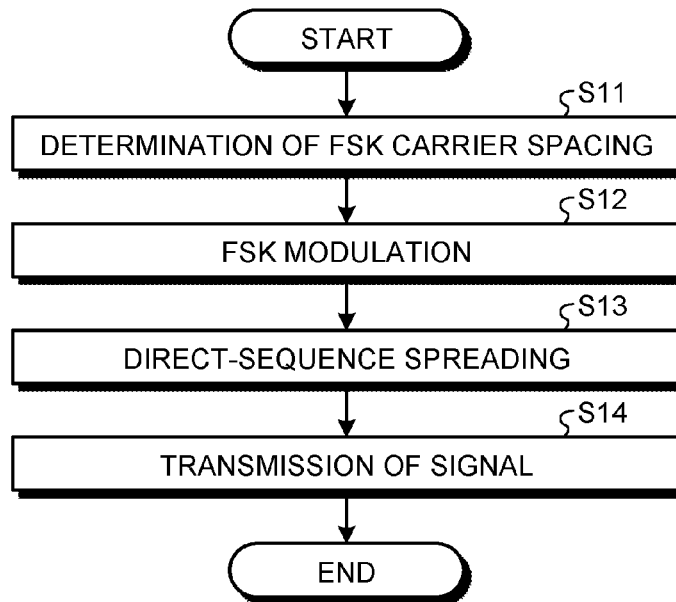 START
S11
DETERMINATION OF FSK CARRIER SPACING
S12
FSK MODULATION
S13
DIRECT-SEQUENCE SPREADING
S14
TRANSMISSION OF SIGNAL
END